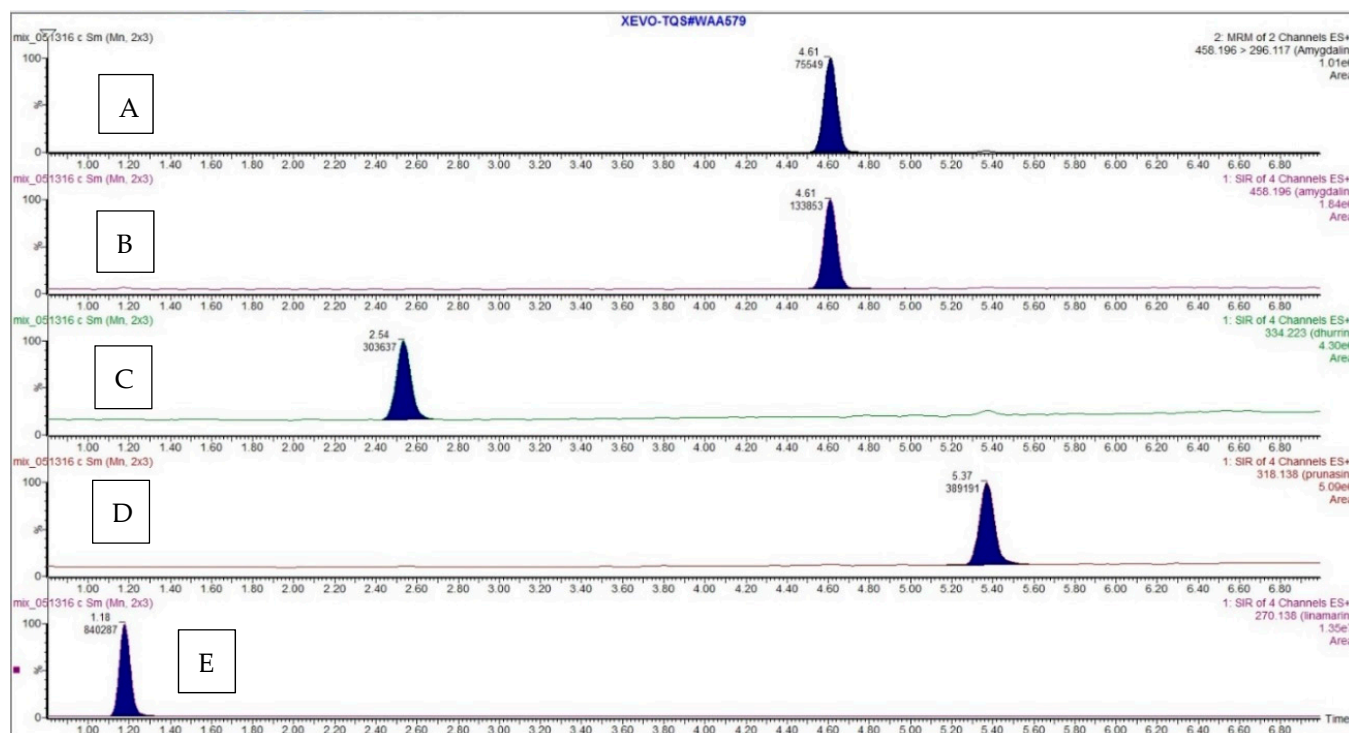 XEVO-TQS#WAA579
mix_051316 c Sm (Mn, 2x3)
2: MRM of 2 Channels ES+
458.196 > 296.117 (Amygdalin
1.01e6
Area
4.61
75549
100
%
0
A
1.00 1.20 1.40 1.60 1.80 2.00 2.20 2.40 2.60 2.80 3.00 3.20 3.40 3.60 3.80 4.00 4.20 4.40 4.60 4.80 5.00 5.20 5.40 5.60 5.80 6.00 6.20 6.40 6.60 6.80
mix_051316 c Sm (Mn, 2x3)
1: SIR of 4 Channels ES+
458.196 (amygdalin
1.84e6
Area
4.61
133853
100
%
0
B
1.00 1.20 1.40 1.60 1.80 2.00 2.20 2.40 2.60 2.80 3.00 3.20 3.40 3.60 3.80 4.00 4.20 4.40 4.60 4.80 5.00 5.20 5.40 5.60 5.80 6.00 6.20 6.40 6.60 6.80
mix_051316 c Sm (Mn, 2x3)
1: SIR of 4 Channels ES+
334.223 (dhurrin
4.30e6
Area
2.54
303637
100
%
0
C
1.00 1.20 1.40 1.60 1.80 2.00 2.20 2.40 2.60 2.80 3.00 3.20 3.40 3.60 3.80 4.00 4.20 4.40 4.60 4.80 5.00 5.20 5.40 5.60 5.80 6.00 6.20 6.40 6.60 6.80
mix_051316 c Sm (Mn, 2x3)
1: SIR of 4 Channels ES+
318.138 (prunasin
5.09e6
Area
5.37
389191
100
%
0
D
1.00 1.20 1.40 1.60 1.80 2.00 2.20 2.40 2.60 2.80 3.00 3.20 3.40 3.60 3.80 4.00 4.20 4.40 4.60 4.80 5.00 5.20 5.40 5.60 5.80 6.00 6.20 6.40 6.60 6.80
mix_051316 c Sm (Mn, 2x3)
1: SIR of 4 Channels ES+
270.138 (linamarin
1.35e7
Area
1.18
840287
100
%
0
E
Time
1.00 1.20 1.40 1.60 1.80 2.00 2.20 2.40 2.60 2.80 3.00 3.20 3.40 3.60 3.80 4.00 4.20 4.40 4.60 4.80 5.00 5.20 5.40 5.60 5.80 6.00 6.20 6.40 6.60 6.80